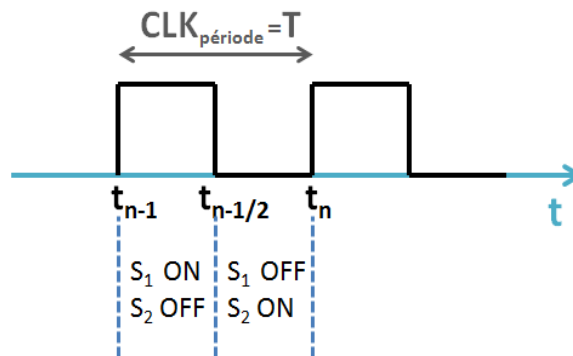 CLKpériode=T
tn-1 tn-1/2 tn
t
S1 ON S1 OFF
S2 OFF S2 ON